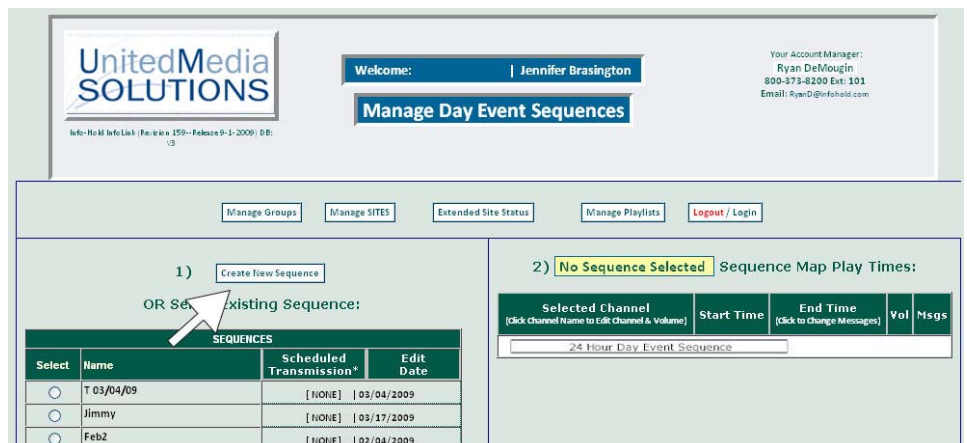 UnitedMedia
SOLUTIONS
Info-Hold InfoLink (Revision 159--Release 9-1-2009) DB:
V3
Welcome: | Jennifer Brasington
Manage Day Event Sequences
Your Account Manager:
Ryan DeMougin
800-373-8200 Ext: 101
Email: RyanD@infohold.com
Manage Groups Manage SITES Extended Site Status Manage Playlists Logout / Login
1) Create New Sequence
OR Existing Sequence:
SEQUENCES
Select Name Scheduled Transmission* Edit Date
T 03/04/09 [ NONE] | 03/04/2009
Jimmy [ NONE] | 03/17/2009
Feb2 [ NONE] | 02/04/2009
2) No Sequence Selected Sequence Map Play Times:
Selected Channel (Click Channel Name to Edit Channel & Volume) Start Time End Time (Click to Change Messages) Vol Msgs
24 Hour Day Event Sequence